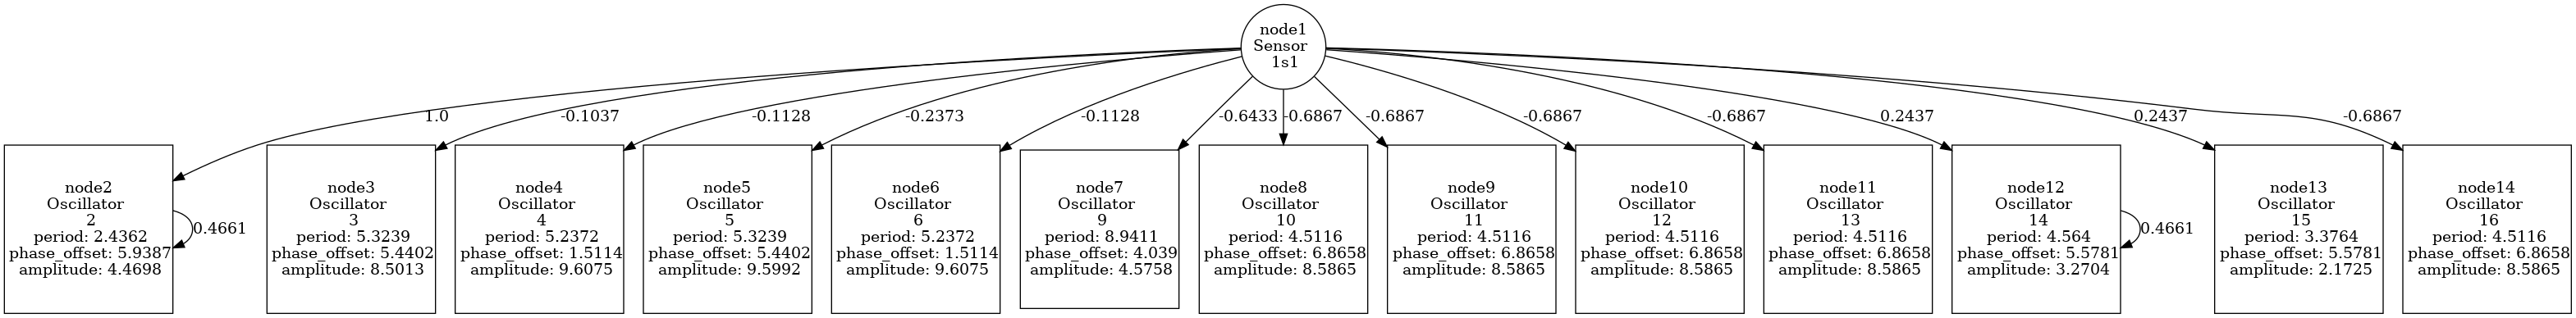 node1
Sensor
1s1
1.0
-0.1037
-0.1128
-0.2373
-0.1128
-0.6433
-0.6867
-0.6867
-0.6867
-0.6867
0.2437
0.2437
-0.6867
node2
Oscillator
2
period: 2.4362
phase_offset: 5.9387
amplitude: 4.4698
0.4661
node3
Oscillator
3
period: 5.3239
phase_offset: 5.4402
amplitude: 8.5013
node4
Oscillator
4
period: 5.2372
phase_offset: 1.5114
amplitude: 9.6075
node5
Oscillator
5
period: 5.3239
phase_offset: 5.4402
amplitude: 9.5992
node6
Oscillator
6
period: 5.2372
phase_offset: 1.5114
amplitude: 9.6075
node7
Oscillator
9
period: 8.9411
phase_offset: 4.039
amplitude: 4.5758
node8
Oscillator
10
period: 4.5116
phase_offset: 6.8658
amplitude: 8.5865
node9
Oscillator
11
period: 4.5116
phase_offset: 6.8658
amplitude: 8.5865
node10
Oscillator
12
period: 4.5116
phase_offset: 6.8658
amplitude: 8.5865
node11
Oscillator
13
period: 4.5116
phase_offset: 6.8658
amplitude: 8.5865
node12
Oscillator
14
period: 4.564
phase_offset: 5.5781
amplitude: 3.2704
0.4661
node13
Oscillator
15
period: 3.3764
phase_offset: 5.5781
amplitude: 2.1725
node14
Oscillator
16
period: 4.5116
phase_offset: 6.8658
amplitude: 8.5865